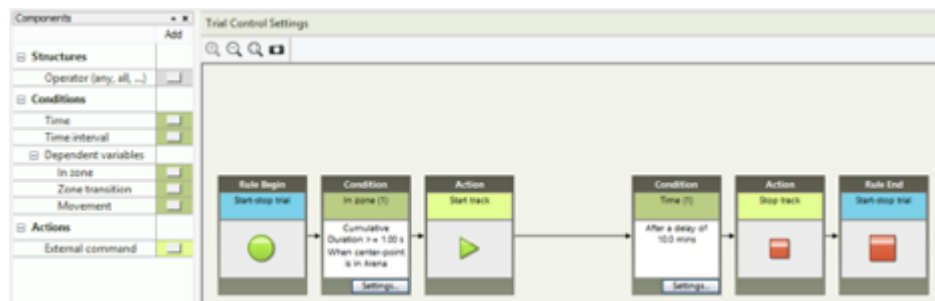 Components
Add
Structures
Operator (any, all, ...)
Conditions
Time
Time interval
Dependent variables
In zone
Zone transition
Movement
Actions
External command
Trial Control Settings
Rule Begin
Start-stop trial
Condition
In zone (1)
Cumulative
Duration >= 1.00 s
When center-point
is in Arena
Settings...
Action
Start track
Condition
Time (1)
After a delay of
10.0 mins
Settings...
Action
Stop track
Rule End
Start-stop trial